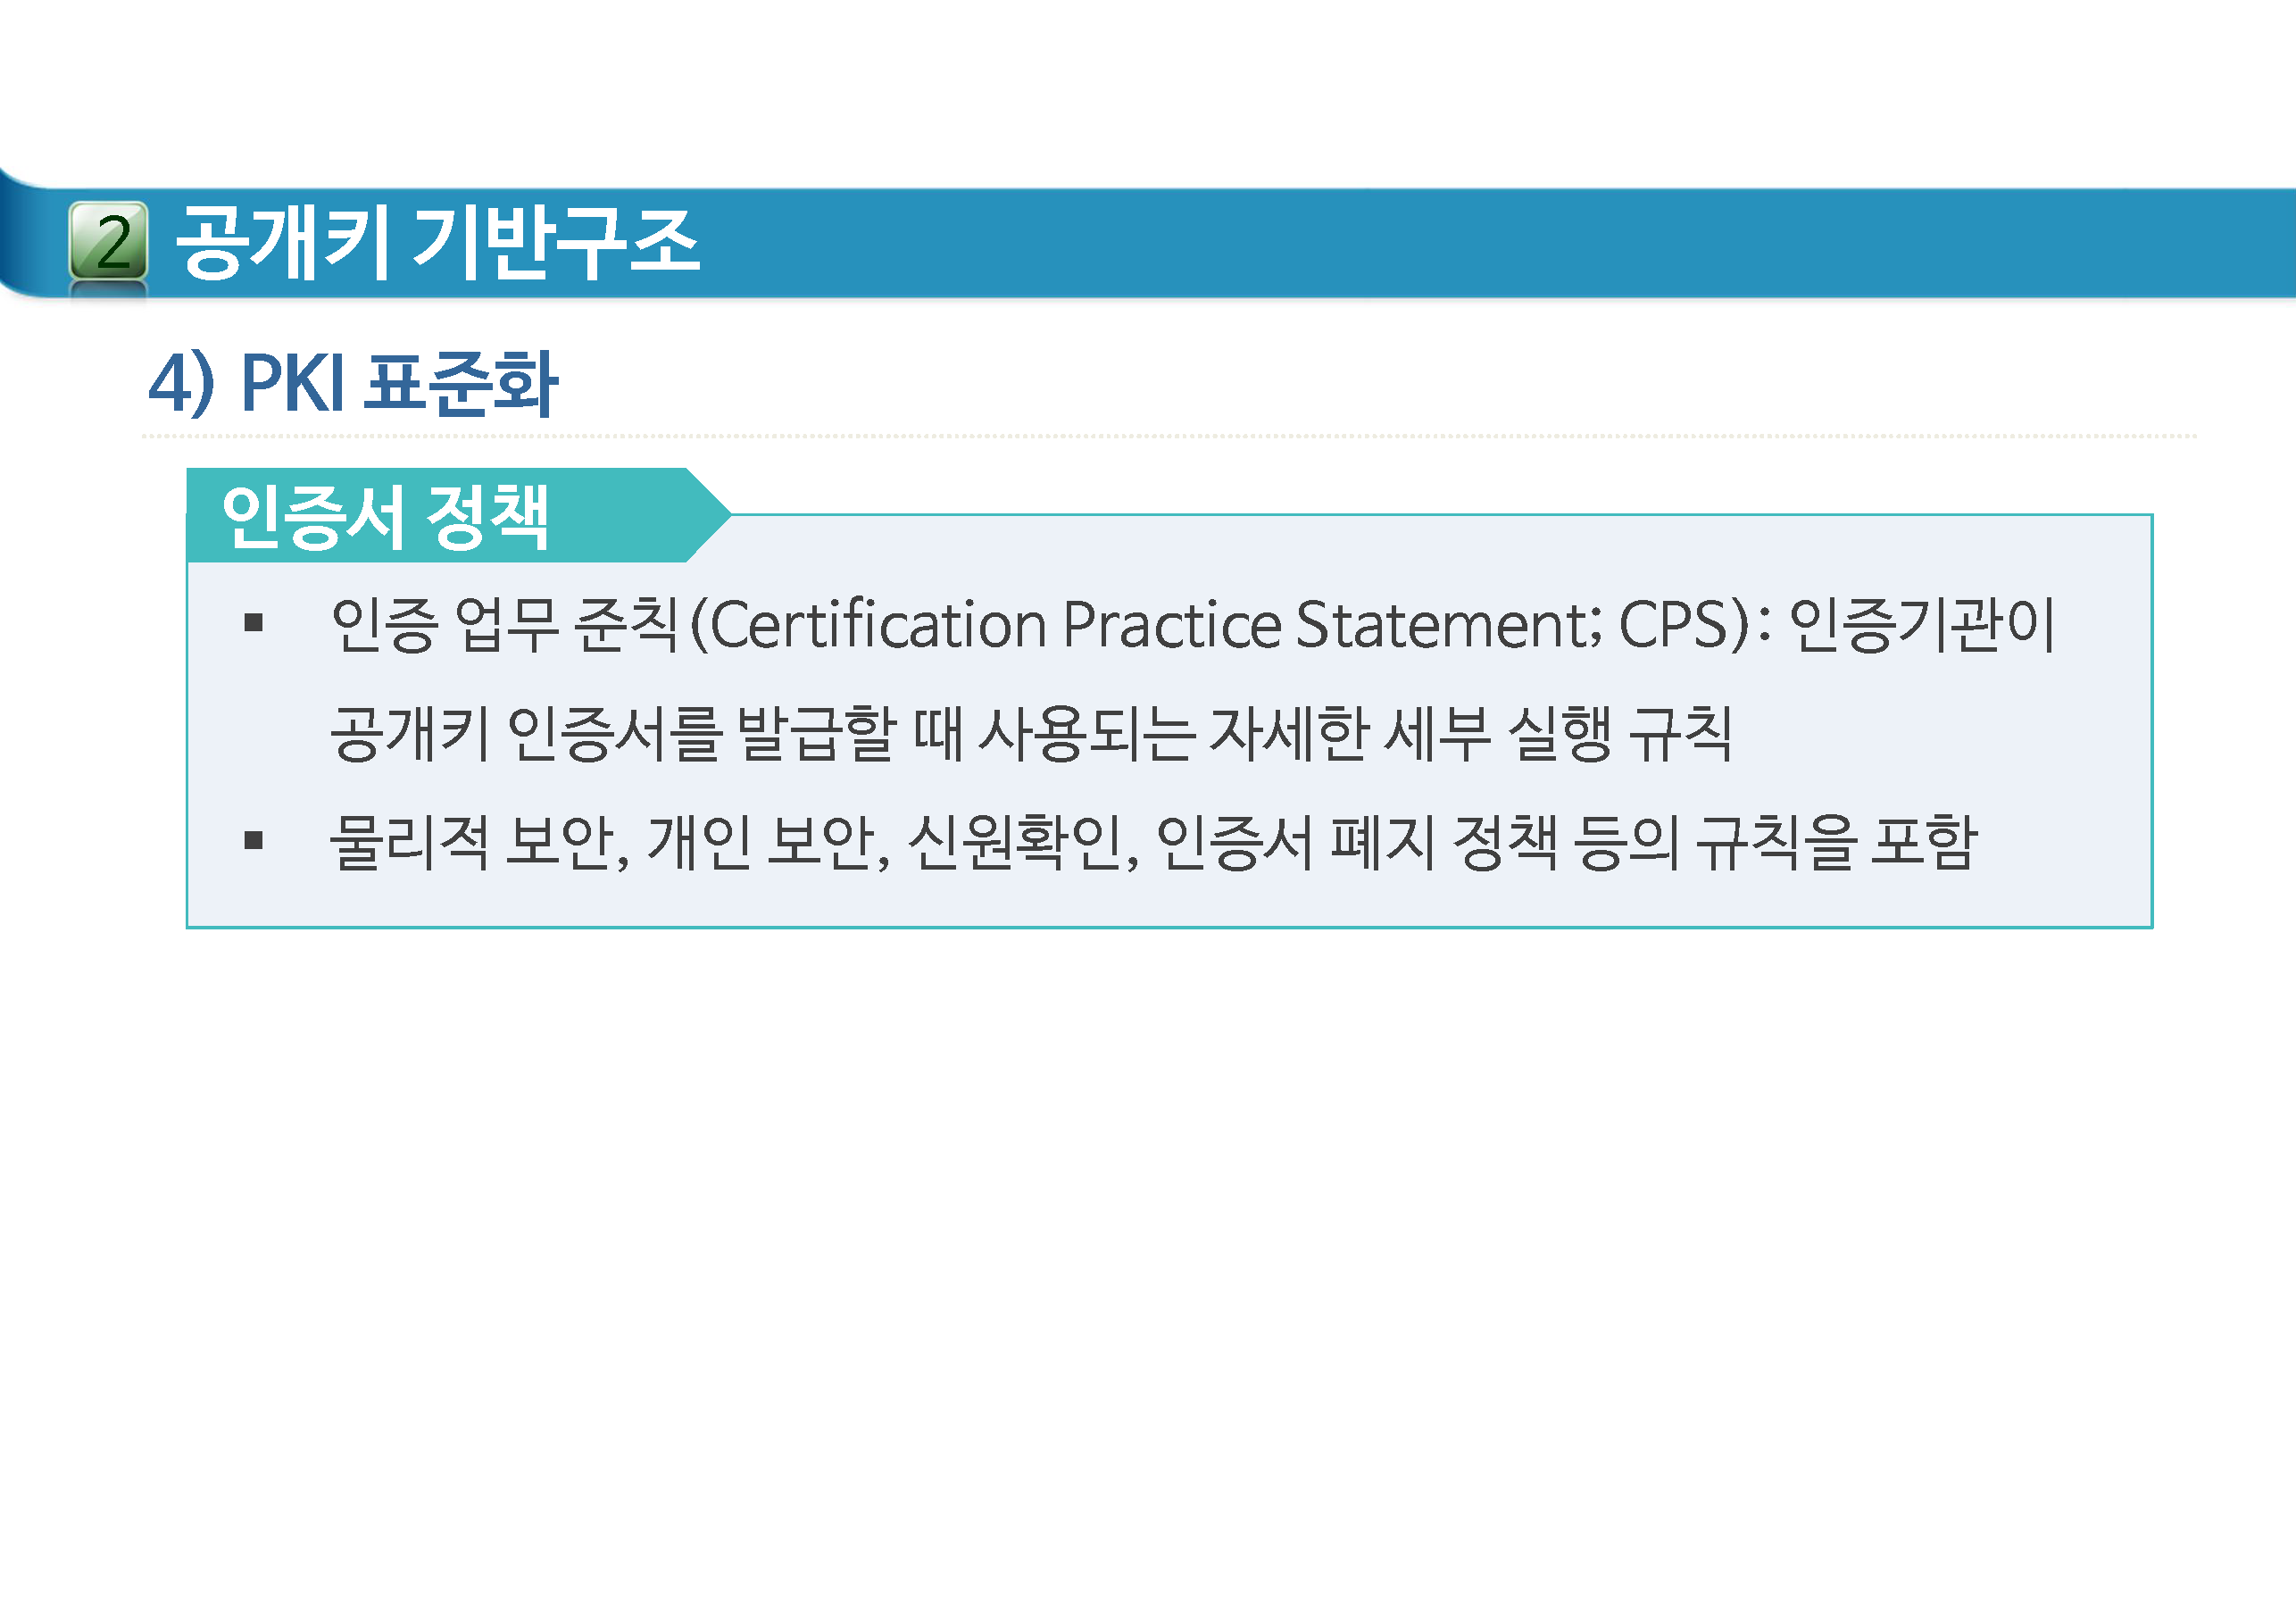 2 공개키 기반구조
4) PKI 표준화
인증서 정책
▪ 인증 업무 준칙(Certification Practice Statement; CPS): 인증기관이
공개키 인증서를 발급할 때 사용되는 자세한 세부 실행 규칙
▪ 물리적 보안, 개인 보안, 신원확인, 인증서 폐지 정책 등의 규칙을 포함